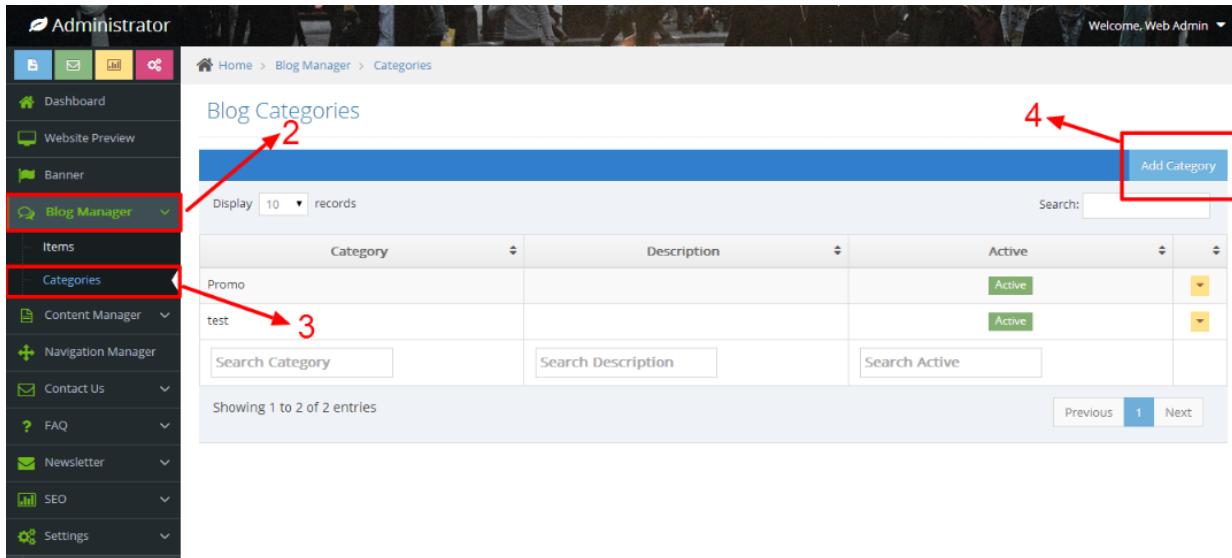 Administrator
Welcome, Web Admin
Home > Blog Manager > Categories
Dashboard
Website Preview
Banner
Blog Manager
Items
Categories
Content Manager
Navigation Manager
Contact Us
? FAQ
Newsletter
SEO
Settings
Blog Categories
2
4
Add Category
Display 10 records
Search:
Category Description Active
Promo Active
test Active
3
Search Category Search Description Search Active
Showing 1 to 2 of 2 entries
Previous 1 Next